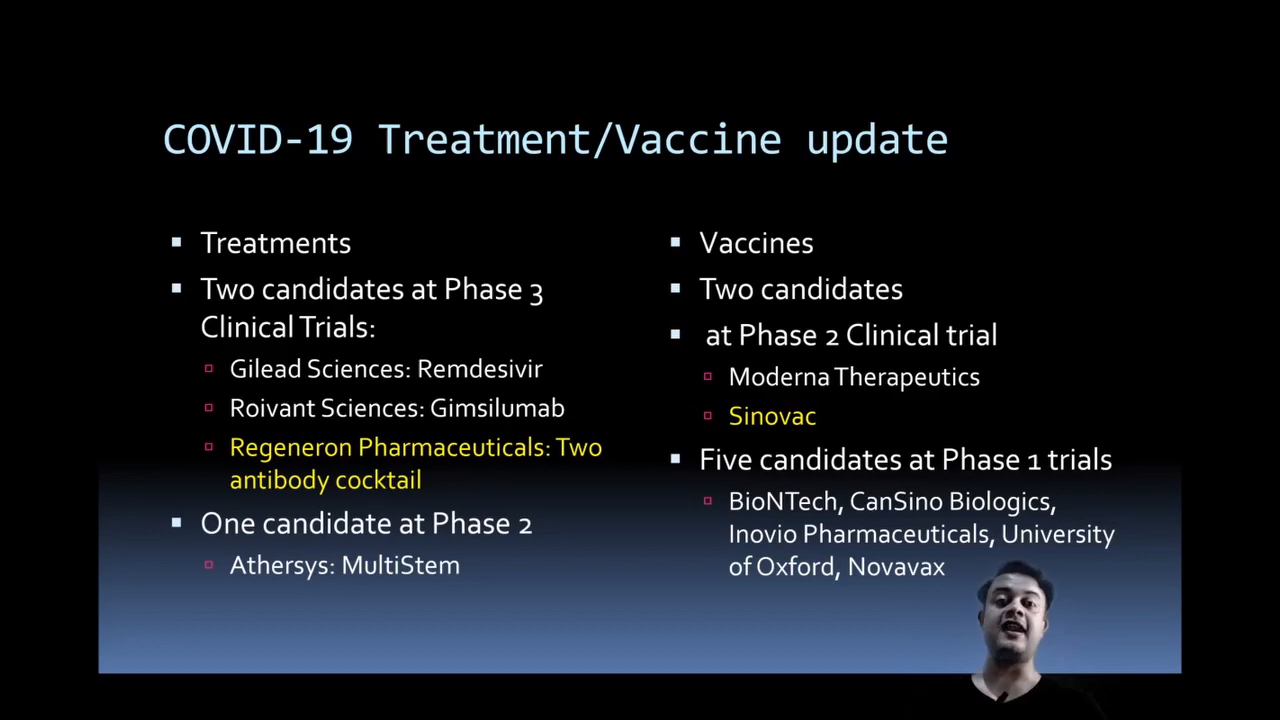 COVID-19 Treatment/Vaccine update
Treatments
Two candidates at Phase 3
Clinical Trials:
Gilead Sciences: Remdesivir
Roivant Sciences: Gimsilumab
Regeneron Pharmaceuticals: Two
antibody cocktail
One candidate at Phase 2
Athersys: MultiStem
Vaccines
Two candidates
at Phase 2 Clinical trial
Moderna Therapeutics
Sinovac
Five candidates at Phase 1 trials
BioNTech, CanSino Biologics,
Inovio Pharmaceuticals, University
of Oxford, Novavax